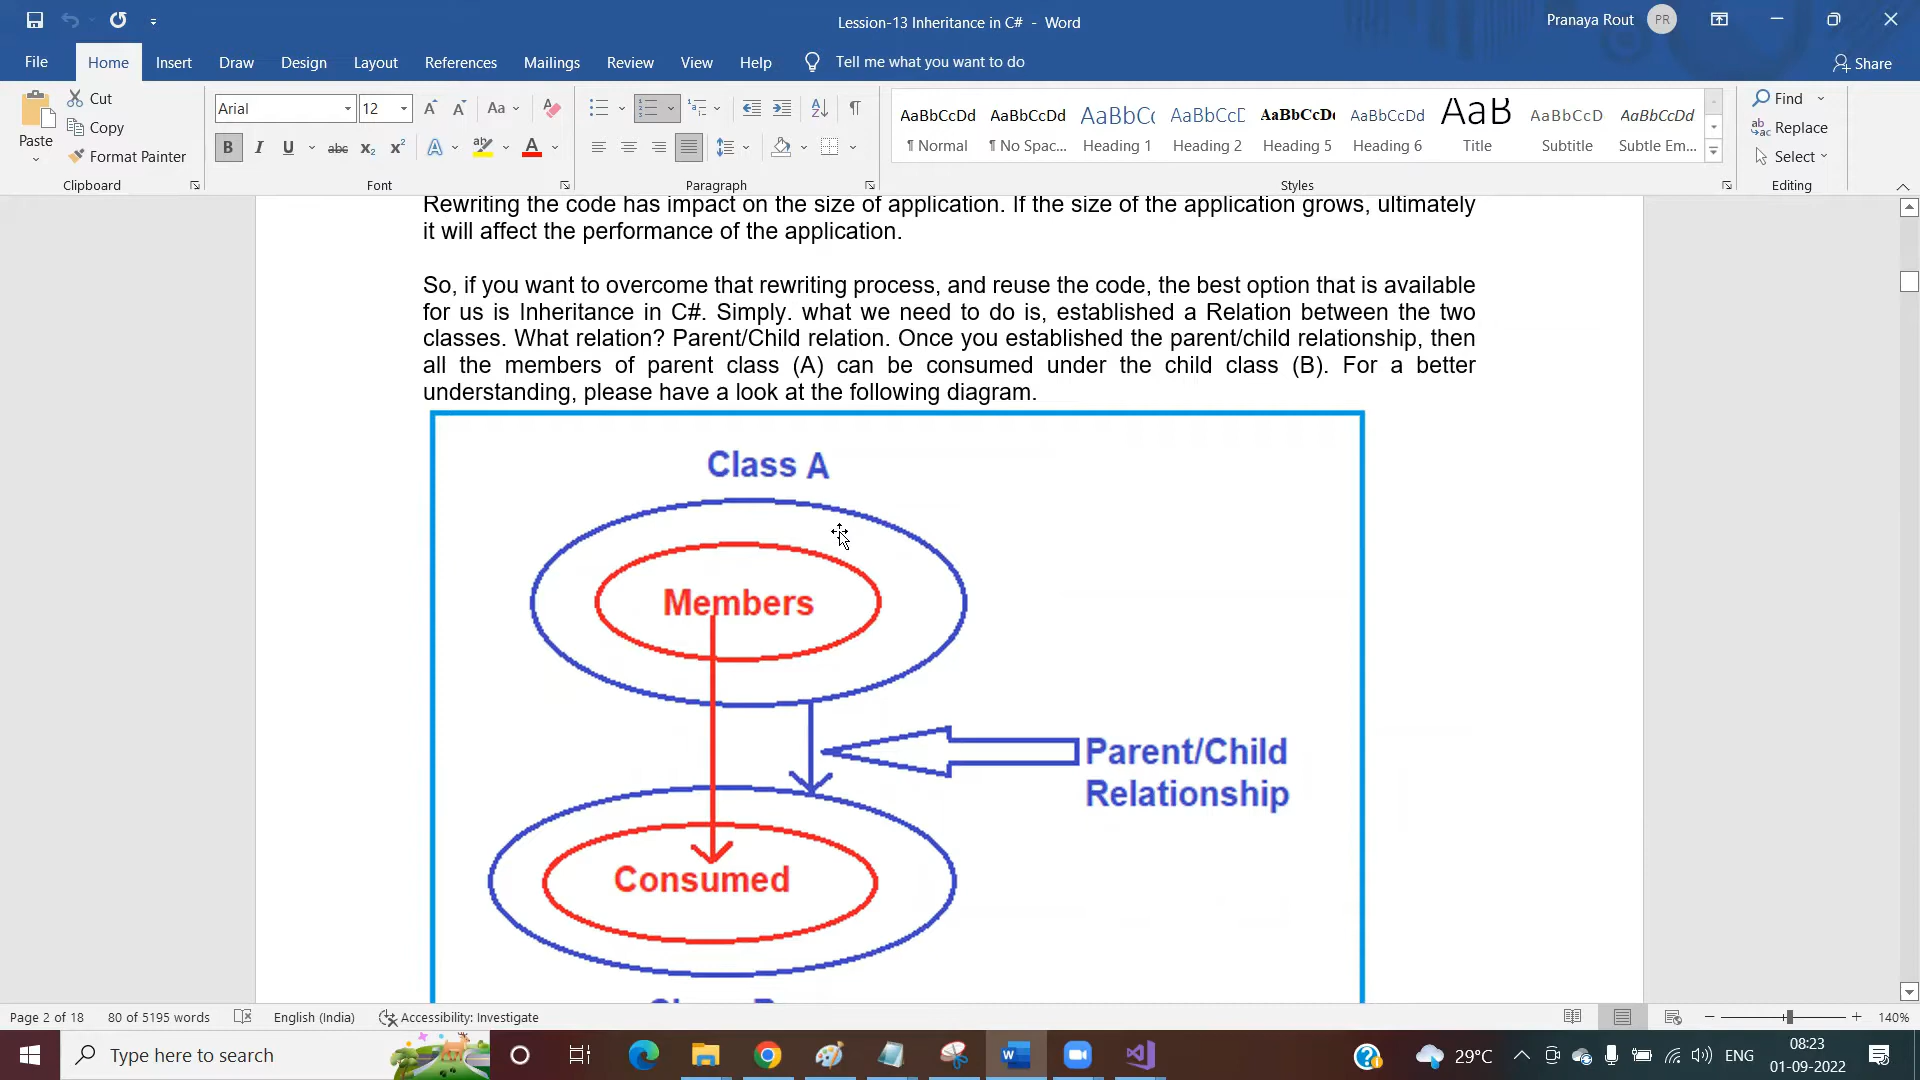 Lession-13 Inheritance in C# - Word
Pranaya Rout PR
File Home Insert Draw Design Layout References Mailings Review View Help Tell me what you want to do Share
Paste
Cut
Copy
Format Painter
Clipboard
Arial 12
Font
Paragraph
AaBbCcDd AaBbCcDd AaBbCc AaBbCcD AaBbCcDc AaBbCcDd AaB AaBbCcD AaBbCcDd
¶ Normal ¶ No Spac... Heading 1 Heading 2 Heading 5 Heading 6 Title Subtitle Subtle Em...
Styles
Find
Replace
Select
Editing
Rewriting the code has impact on the size of application. If the size of the application grows, ultimately
it will affect the performance of the application.
So, if you want to overcome that rewriting process, and reuse the code, the best option that is available
for us is Inheritance in C#. Simply. what we need to do is, established a Relation between the two
classes. What relation? Parent/Child relation. Once you established the parent/child relationship, then
all the members of parent class (A) can be consumed under the child class (B). For a better
understanding, please have a look at the following diagram.
Class A
Members
Parent/Child
Relationship
Consumed
Page 2 of 18 80 of 5195 words English (India) Accessibility: Investigate 140%
Type here to search
29°C ENG
08:23
01-09-2022